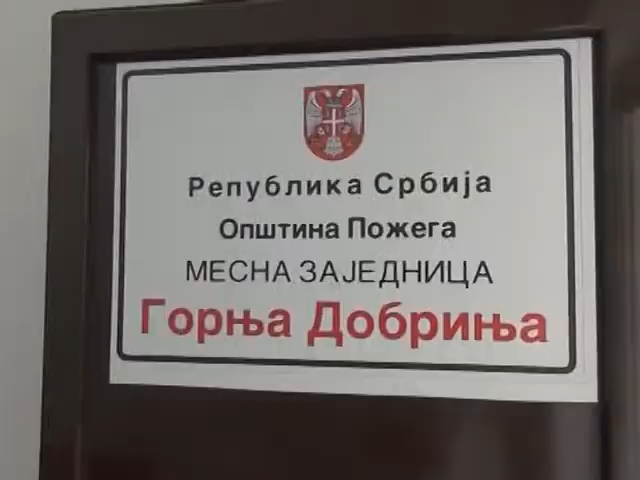 Република Србија
Општина Пожега
МЕСНА ЗАЈЕДНИЦА
Горња Добриња